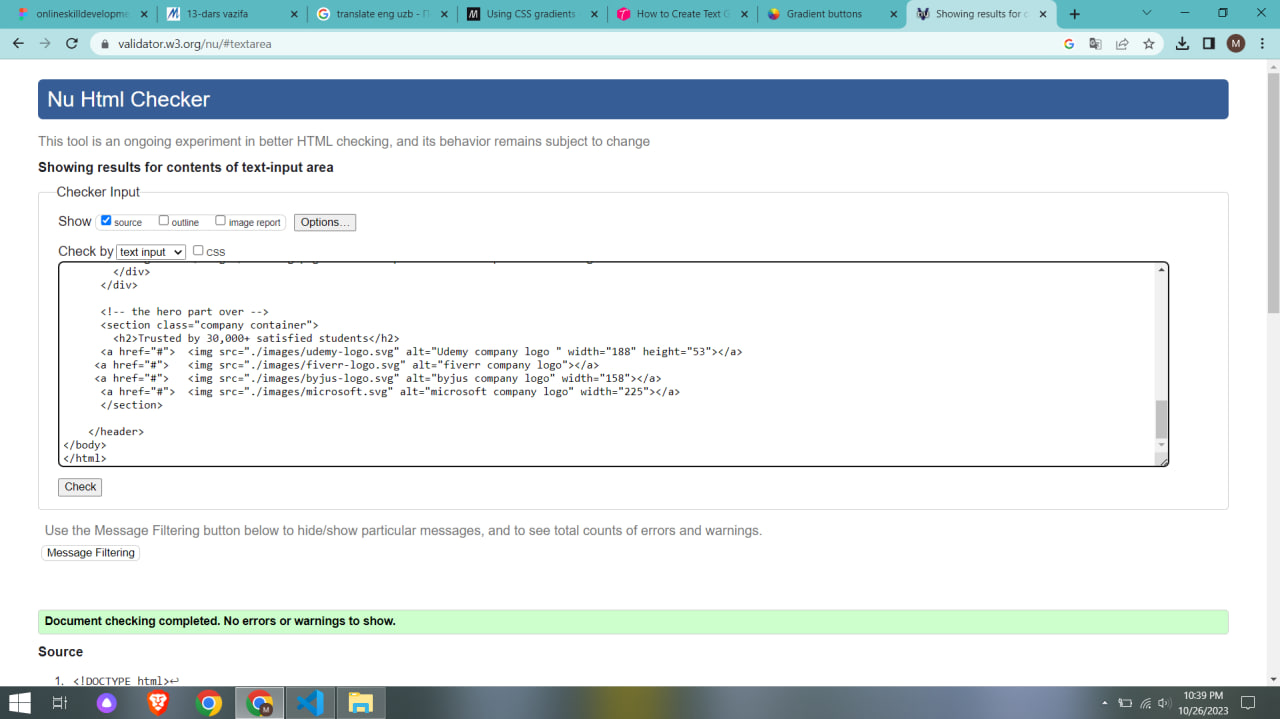 onlineskilldevelopme
13-dars vazifa
translate eng uzb - П
Using CSS gradients
How to Create Text G
Gradient buttons
Showing results for c
validator.w3.org/nu/#textarea
M
Nu Html Checker
This tool is an ongoing experiment in better HTML checking, and its behavior remains subject to change
Showing results for contents of text-input area
Checker Input
Show source outline image report Options...
Check by text input css
</div>
</div>
<!-- the hero part over -->
<section class="company container">
<h2>Trusted by 30,000+ satisfied students</h2>
<a href="#"> <img src="./images/udemy-logo.svg" alt="Udemy company logo " width="188" height="53"></a>
<a href="#"> <img src="./images/fiverr-logo.svg" alt="fiverr company logo"></a>
<a href="#"> <img src="./images/byjus-logo.svg" alt="byjus company logo" width="158"></a>
<a href="#"> <img src="./images/microsoft.svg" alt="microsoft company logo" width="225"></a>
</section>
</header>
</body>
</html>
Check
Use the Message Filtering button below to hide/show particular messages, and to see total counts of errors and warnings.
Message Filtering
Document checking completed. No errors or warnings to show.
Source
1. <!DOCTYPE html>↩
10:39 PM
10/26/2023